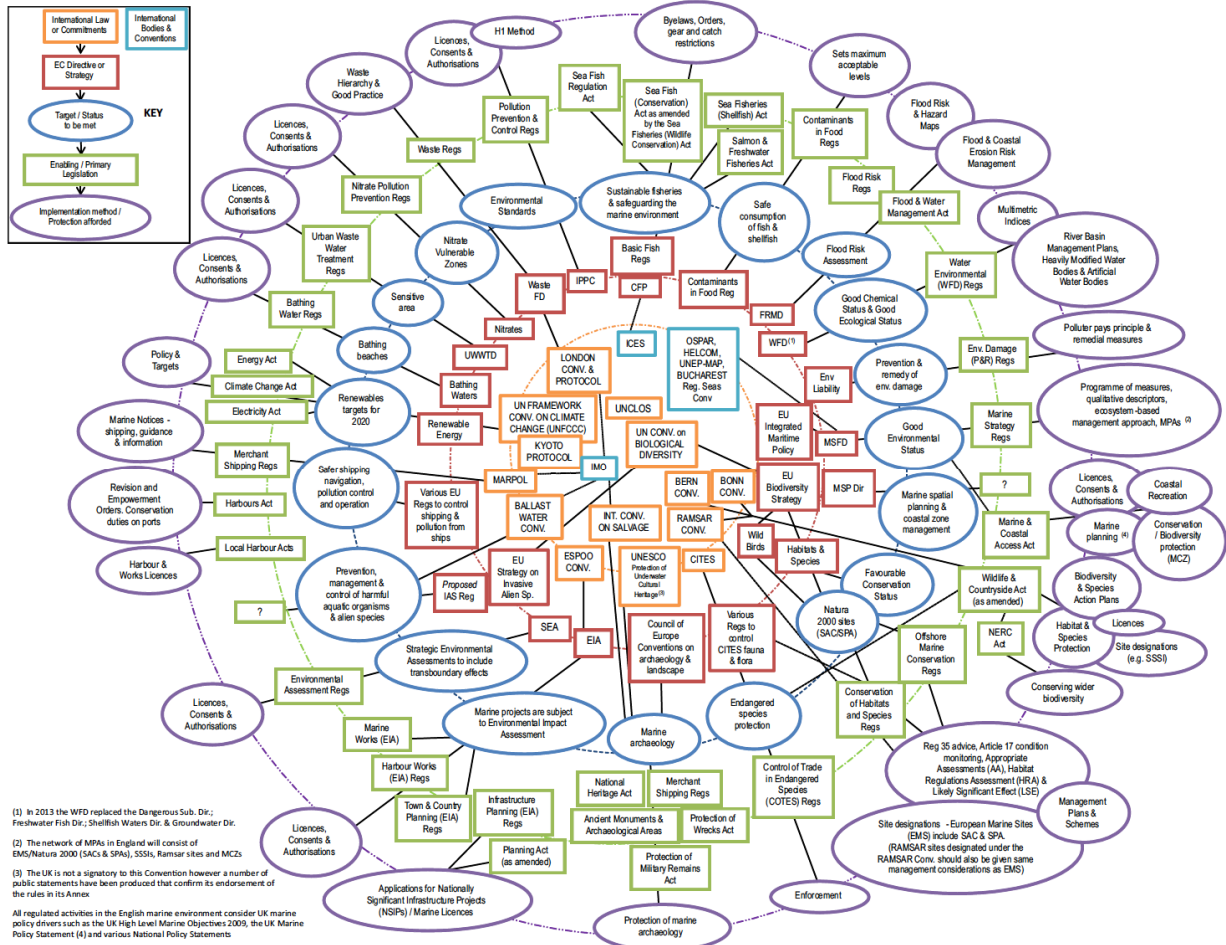 International Law
or Commitments
International
Bodies &
Conventions
EC Directive or
Strategy
Target / Status
to be met
KEY
Enabling / Primary
Legislation
Implementation method /
Protection afforded
Licences,
Consents &
Authorisations
H1 Method
Byelaws, Orders,
gear and catch
restrictions
Sets maximum
acceptable
levels
Flood Risk
& Hazard
Maps
Flood & Coastal
Erosion Risk
Management
Multimetric
Indices
River Basin
Management Plans,
Heavily Modified Water
Bodies & Artificial
Water Bodies
Polluter pays principle &
remedial measures
Programme of measures,
qualitative descriptors,
ecosystem-based
management approach, MPAs (2)
Licences,
Consents &
Authorisations
Coastal
Recreation
Marine
planning (4)
Conservation
/ Biodiversity
protection
(MCZ)
Biodiversity
& Species
Action Plans
Habitat &
Species
Protection
Licences
Site designations
(e.g. SSSI)
Conserving wider
biodiversity
Reg 35 advice, Article 17 condition
monitoring, Appropriate
Assessments (AA), Habitat
Regulations Assessment (HRA) &
Likely Significant Effect (LSE)
Management
Plans &
Schemes
Site designations - European Marine Sites
(EMS) include SAC & SPA.
(RAMSAR sites designated under the
RAMSAR Conv. should also be given same
management considerations as EMS)
Enforcement
Protection of marine
archaeology
Applications for Nationally
Significant Infrastructure Projects
(NSIPs) / Marine Licences
Licences,
Consents &
Authorisations
Licences,
Consents &
Authorisations
Harbour &
Works Licences
Revision and
Empowerment
Orders. Conservation
duties on ports
Marine Notices -
shipping, guidance
& information
Policy &
Targets
Licences,
Consents &
Authorisations
Licences,
Consents &
Authorisations
Licences,
Consents &
Authorisations
Waste
Hierarchy &
Good Practice
Sea Fish
Regulation
Act
Sea Fish
(Conservation)
Act as amended
by the Sea
Fisheries (Wildlife
Conservation) Act
Sea Fisheries
(Shellfish) Act
Salmon &
Freshwater
Fisheries Act
Contaminants
in Food
Regs
Flood Risk
Regs
Flood & Water
Management Act
Water
Environmental
(WFD) Regs
Env. Damage
(P&R) Regs
Marine
Strategy
Regs
?
Marine &
Coastal
Access Act
Wildlife &
Countryside Act
(as amended)
NERC
Act
Offshore
Marine
Conservation
Regs
Conservation
of Habitats
and Species
Regs
Control of Trade
in Endangered
Species
(COTES) Regs
National
Heritage Act
Merchant
Shipping Regs
Ancient Monuments &
Archaeological Areas
Protection of
Wrecks Act
Protection of
Military Remains
Act
Infrastructure
Planning (EIA)
Regs
Planning Act
(as amended)
Town & Country
Planning (EIA)
Regs
Harbour Works
(EIA) Regs
Marine
Works (EIA)
Environmental
Assessment Regs
?
Local Harbour Acts
Harbours Act
Merchant
Shipping Regs
Electricity Act
Climate Change Act
Energy Act
Bathing
Water Regs
Urban Waste
Water
Treatment
Regs
Nitrate Pollution
Prevention Regs
Waste Regs
Pollution
Prevention
& Control Regs
Environmental
Standards
Sustainable fisheries
& safeguarding the
marine environment
Safe
consumption
of fish &
shellfish
Flood Risk
Assessment
Good Chemical
Status & Good
Ecological Status
Prevention &
remedy of
env. damage
Good
Environmental
Status
Marine spatial
planning &
coastal zone
management
Favourable
Conservation
Status
Natura
2000 sites
(SAC/SPA)
Endangered
species
protection
Marine
archaeology
Marine projects are subject
to Environmental Impact
Assessment
Strategic Environmental
Assessments to include
transboundary effects
Prevention,
management &
control of harmful
aquatic organisms
& alien species
Safer shipping
navigation,
pollution control
and operation
Renewables
targets for
2020
Bathing
beaches
Sensitive
area
Nitrate
Vulnerable
Zones
Waste
FD
IPPC
Basic Fish
Regs
CFP
Contaminants
in Food Reg
FRMD
WFD(1)
Env
Liability
EU
Integrated
Maritime
Policy
MSFD
EU
Biodiversity
Strategy
MSP Dir
Wild
Birds
Habitats &
Species
Various
Regs to
control
CITES fauna
& flora
Council of
Europe
Conventions on
archaeology &
landscape
EIA
SEA
Proposed
IAS Reg
EU
Strategy on
Invasive
Alien Sp.
Various EU
Regs to control
shipping &
pollution from
ships
Renewable
Energy
Bathing
Waters
UWWTD
Nitrates
ICES
OSPAR,
HELCOM,
UNEP-MAP,
BUCHAREST
Reg. Seas
Conv
LONDON
CONV. &
PROTOCOL
UN FRAMEWORK
CONV. ON CLIMATE
CHANGE (UNFCCC)
UNCLOS
KYOTO
PROTOCOL
UN CONV. on
BIOLOGICAL
DIVERSITY
IMO
MARPOL
BERN
CONV.
BONN
CONV.
BALLAST
WATER
CONV.
INT. CONV.
ON SALVAGE
RAMSAR
CONV.
ESPOO
CONV.
UNESCO
Protection of
Underwater
Cultural
Heritage(3)
CITES
(1) In 2013 the WFD replaced the Dangerous Sub. Dir.;
Freshwater Fish Dir.; Shellfish Waters Dir. & Groundwater Dir.
(2) The network of MPAs in England will consist of
EMS/Natura 2000 (SACs & SPAs), SSSIs, Ramsar sites and MCZs
(3) The UK is not a signatory to this Convention however a number of
public statements have been produced that confirm its endorsement of
the rules in its Annex
All regulated activities in the English marine environment consider UK marine
policy drivers such as the UK High Level Marine Objectives 2009, the UK Marine
Policy Statement (4) and various National Policy Statements